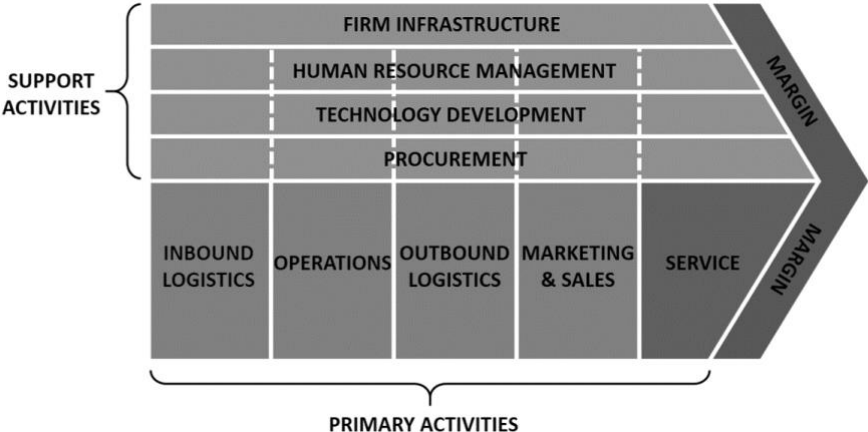 FIRM INFRASTRUCTURE
HUMAN RESOURCE MANAGEMENT
TECHNOLOGY DEVELOPMENT
PROCUREMENT
SUPPORT
ACTIVITIES
MARGIN
MARGIN
INBOUND
LOGISTICS
OPERATIONS
OUTBOUND
LOGISTICS
MARKETING
& SALES
SERVICE
PRIMARY ACTIVITIES